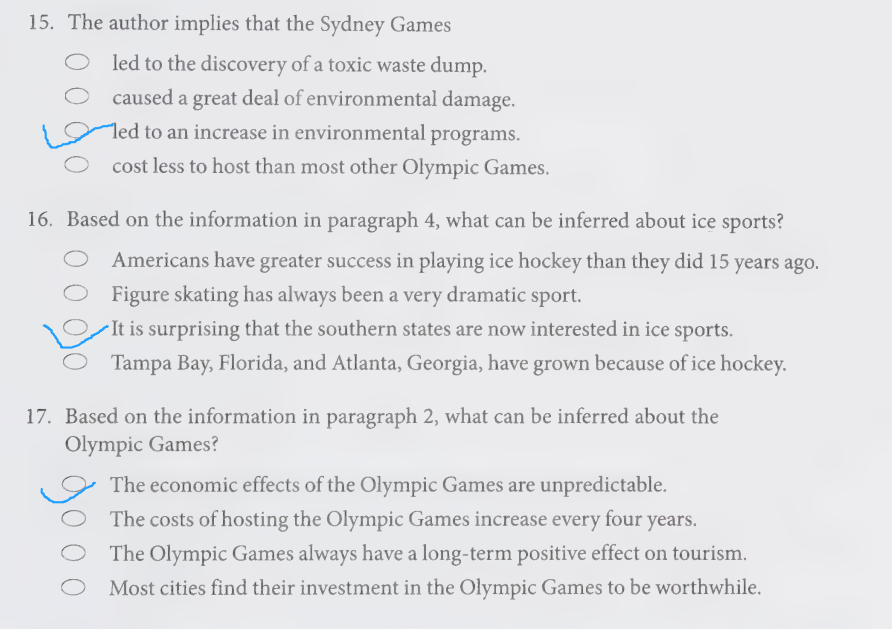 15. The author implies that the Sydney Games
led to the discovery of a toxic waste dump.
caused a great deal of environmental damage.
led to an increase in environmental programs.
cost less to host than most other Olympic Games.
16. Based on the information in paragraph 4, what can be inferred about ice sports?
Americans have greater success in playing ice hockey than they did 15 years ago.
Figure skating has always been a very dramatic sport.
It is surprising that the southern states are now interested in ice sports.
Tampa Bay, Florida, and Atlanta, Georgia, have grown because of ice hockey.
17. Based on the information in paragraph 2, what can be inferred about the
Olympic Games?
The economic effects of the Olympic Games are unpredictable.
The costs of hosting the Olympic Games increase every four years.
The Olympic Games always have a long-term positive effect on tourism.
Most cities find their investment in the Olympic Games to be worthwhile.